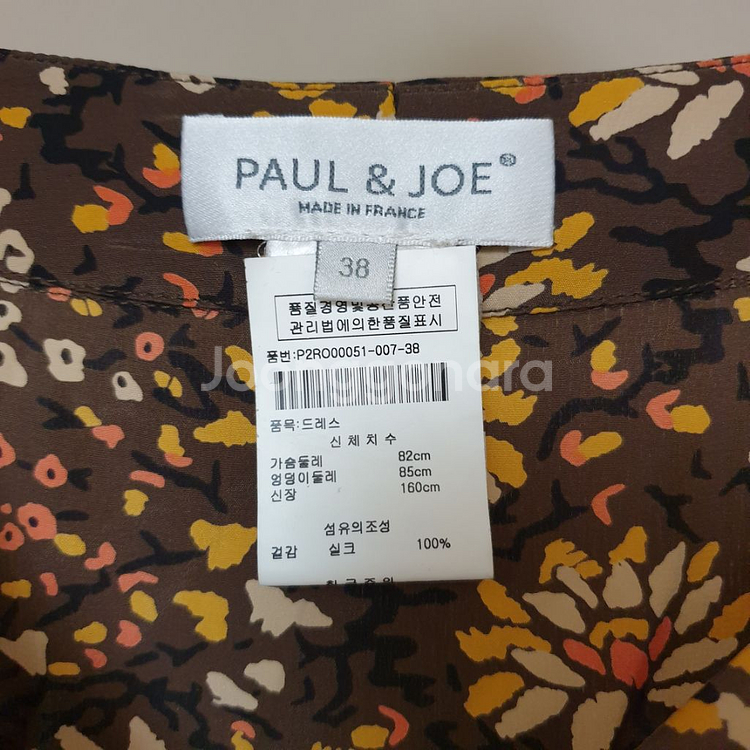 PAUL & JOE®
MADE IN FRANCE
38
품질경영및공산품안전
관리법에의한품질표시
품번:P2RO00051-007-38
품목:드레스
신체치수
가슴둘레 82cm
엉덩이둘레 85cm
신장 160cm
섬유의조성
겉감 실크 100%